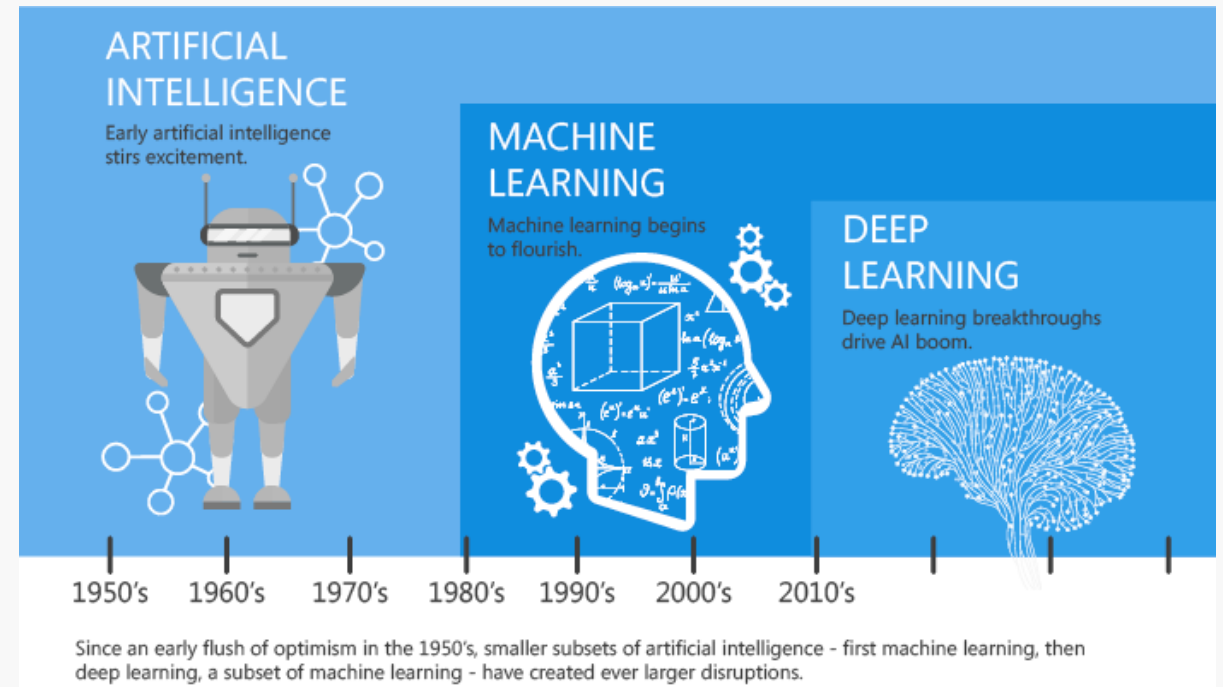 ARTIFICIAL
INTELLIGENCE
Early artificial intelligence
stirs excitement.
MACHINE
LEARNING
Machine learning begins
to flourish.
DEEP
LEARNING
Deep learning breakthroughs
drive AI boom.
1950's 1960's 1970's 1980's 1990's 2000's 2010's
Since an early flush of optimism in the 1950's, smaller subsets of artificial intelligence - first machine learning, then
deep learning, a subset of machine learning - have created ever larger disruptions.